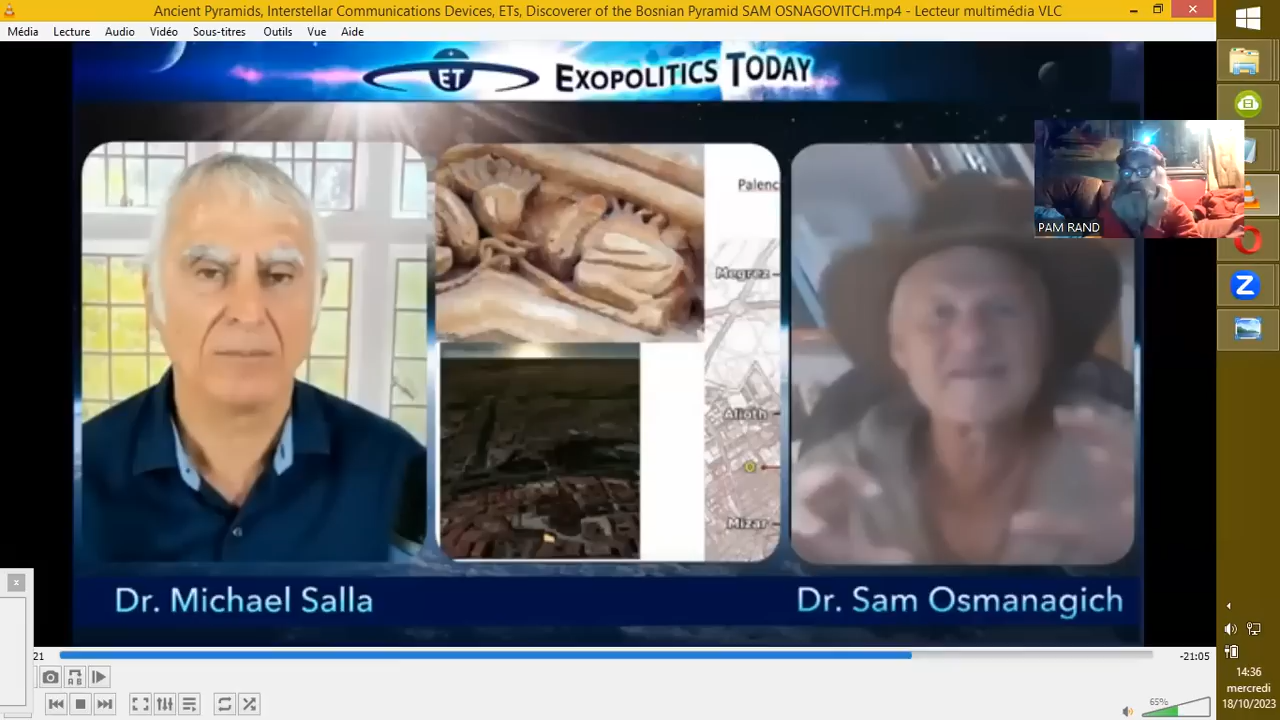 Ancient Pyramids, Interstellar Communications Devices, ETs, Discoverer of the Bosnian Pyramid SAM OSNAGOVITCH.mp4 - Lecteur multimédia VLC
Média Lecture Audio Vidéo Sous-titres Outils Vue Aide
ET EXOPOLITICS TODAY
Palenc
Megrez
Alioth
Mizar
PAM RAND
Dr. Michael Salla
Dr. Sam Osmanagich
21
-21:05
65%
14:36
mercredi
18/10/2023